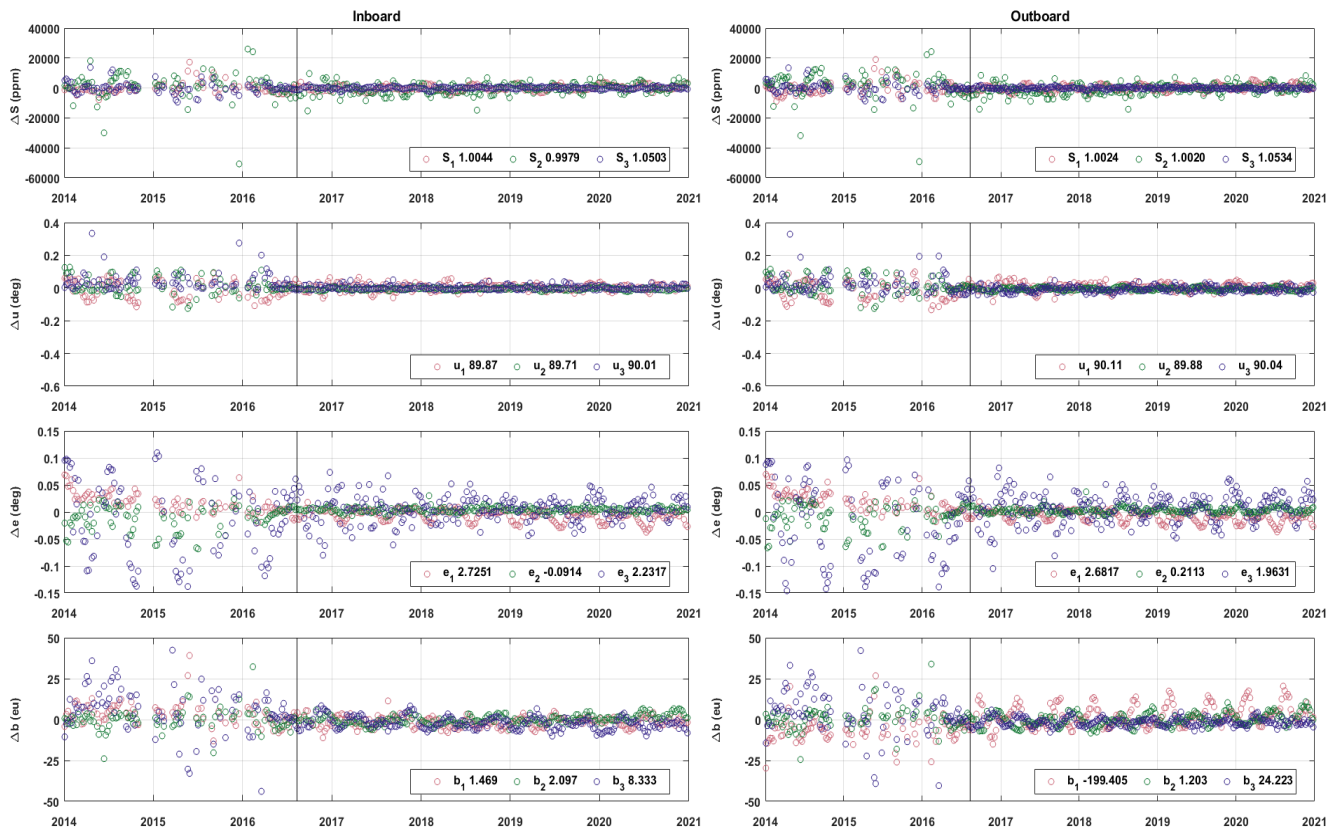 Inboard
Outboard
△S (ppm)
40000
20000
0
-20000
-40000
-60000
S1 1.0044 S2 0.9979 S3 1.0503
2014 2015 2016 2017 2018 2019 2020 2021
△S (ppm)
40000
20000
0
-20000
-40000
-60000
S1 1.0024 S2 1.0020 S3 1.0534
2014 2015 2016 2017 2018 2019 2020 2021
△u (deg)
0.4
0.2
0
-0.2
-0.4
-0.6
u1 89.87 u2 89.71 u3 90.01
2014 2015 2016 2017 2018 2019 2020 2021
△u (deg)
0.4
0.2
0
-0.2
-0.4
-0.6
u1 90.11 u2 89.88 u3 90.04
2014 2015 2016 2017 2018 2019 2020 2021
△e (deg)
0.15
0.1
0.05
0
-0.05
-0.1
-0.15
e1 2.7251 e2 -0.0914 e3 2.2317
2014 2015 2016 2017 2018 2019 2020 2021
△e (deg)
0.15
0.1
0.05
0
-0.05
-0.1
-0.15
e1 2.6817 e2 0.2113 e3 1.9631
2014 2015 2016 2017 2018 2019 2020 2021
△b (eu)
50
25
0
-25
-50
b1 1.469 b2 2.097 b3 8.333
2014 2015 2016 2017 2018 2019 2020 2021
△b (eu)
50
25
0
-25
-50
b1 -199.405 b2 1.203 b3 24.223
2014 2015 2016 2017 2018 2019 2020 2021